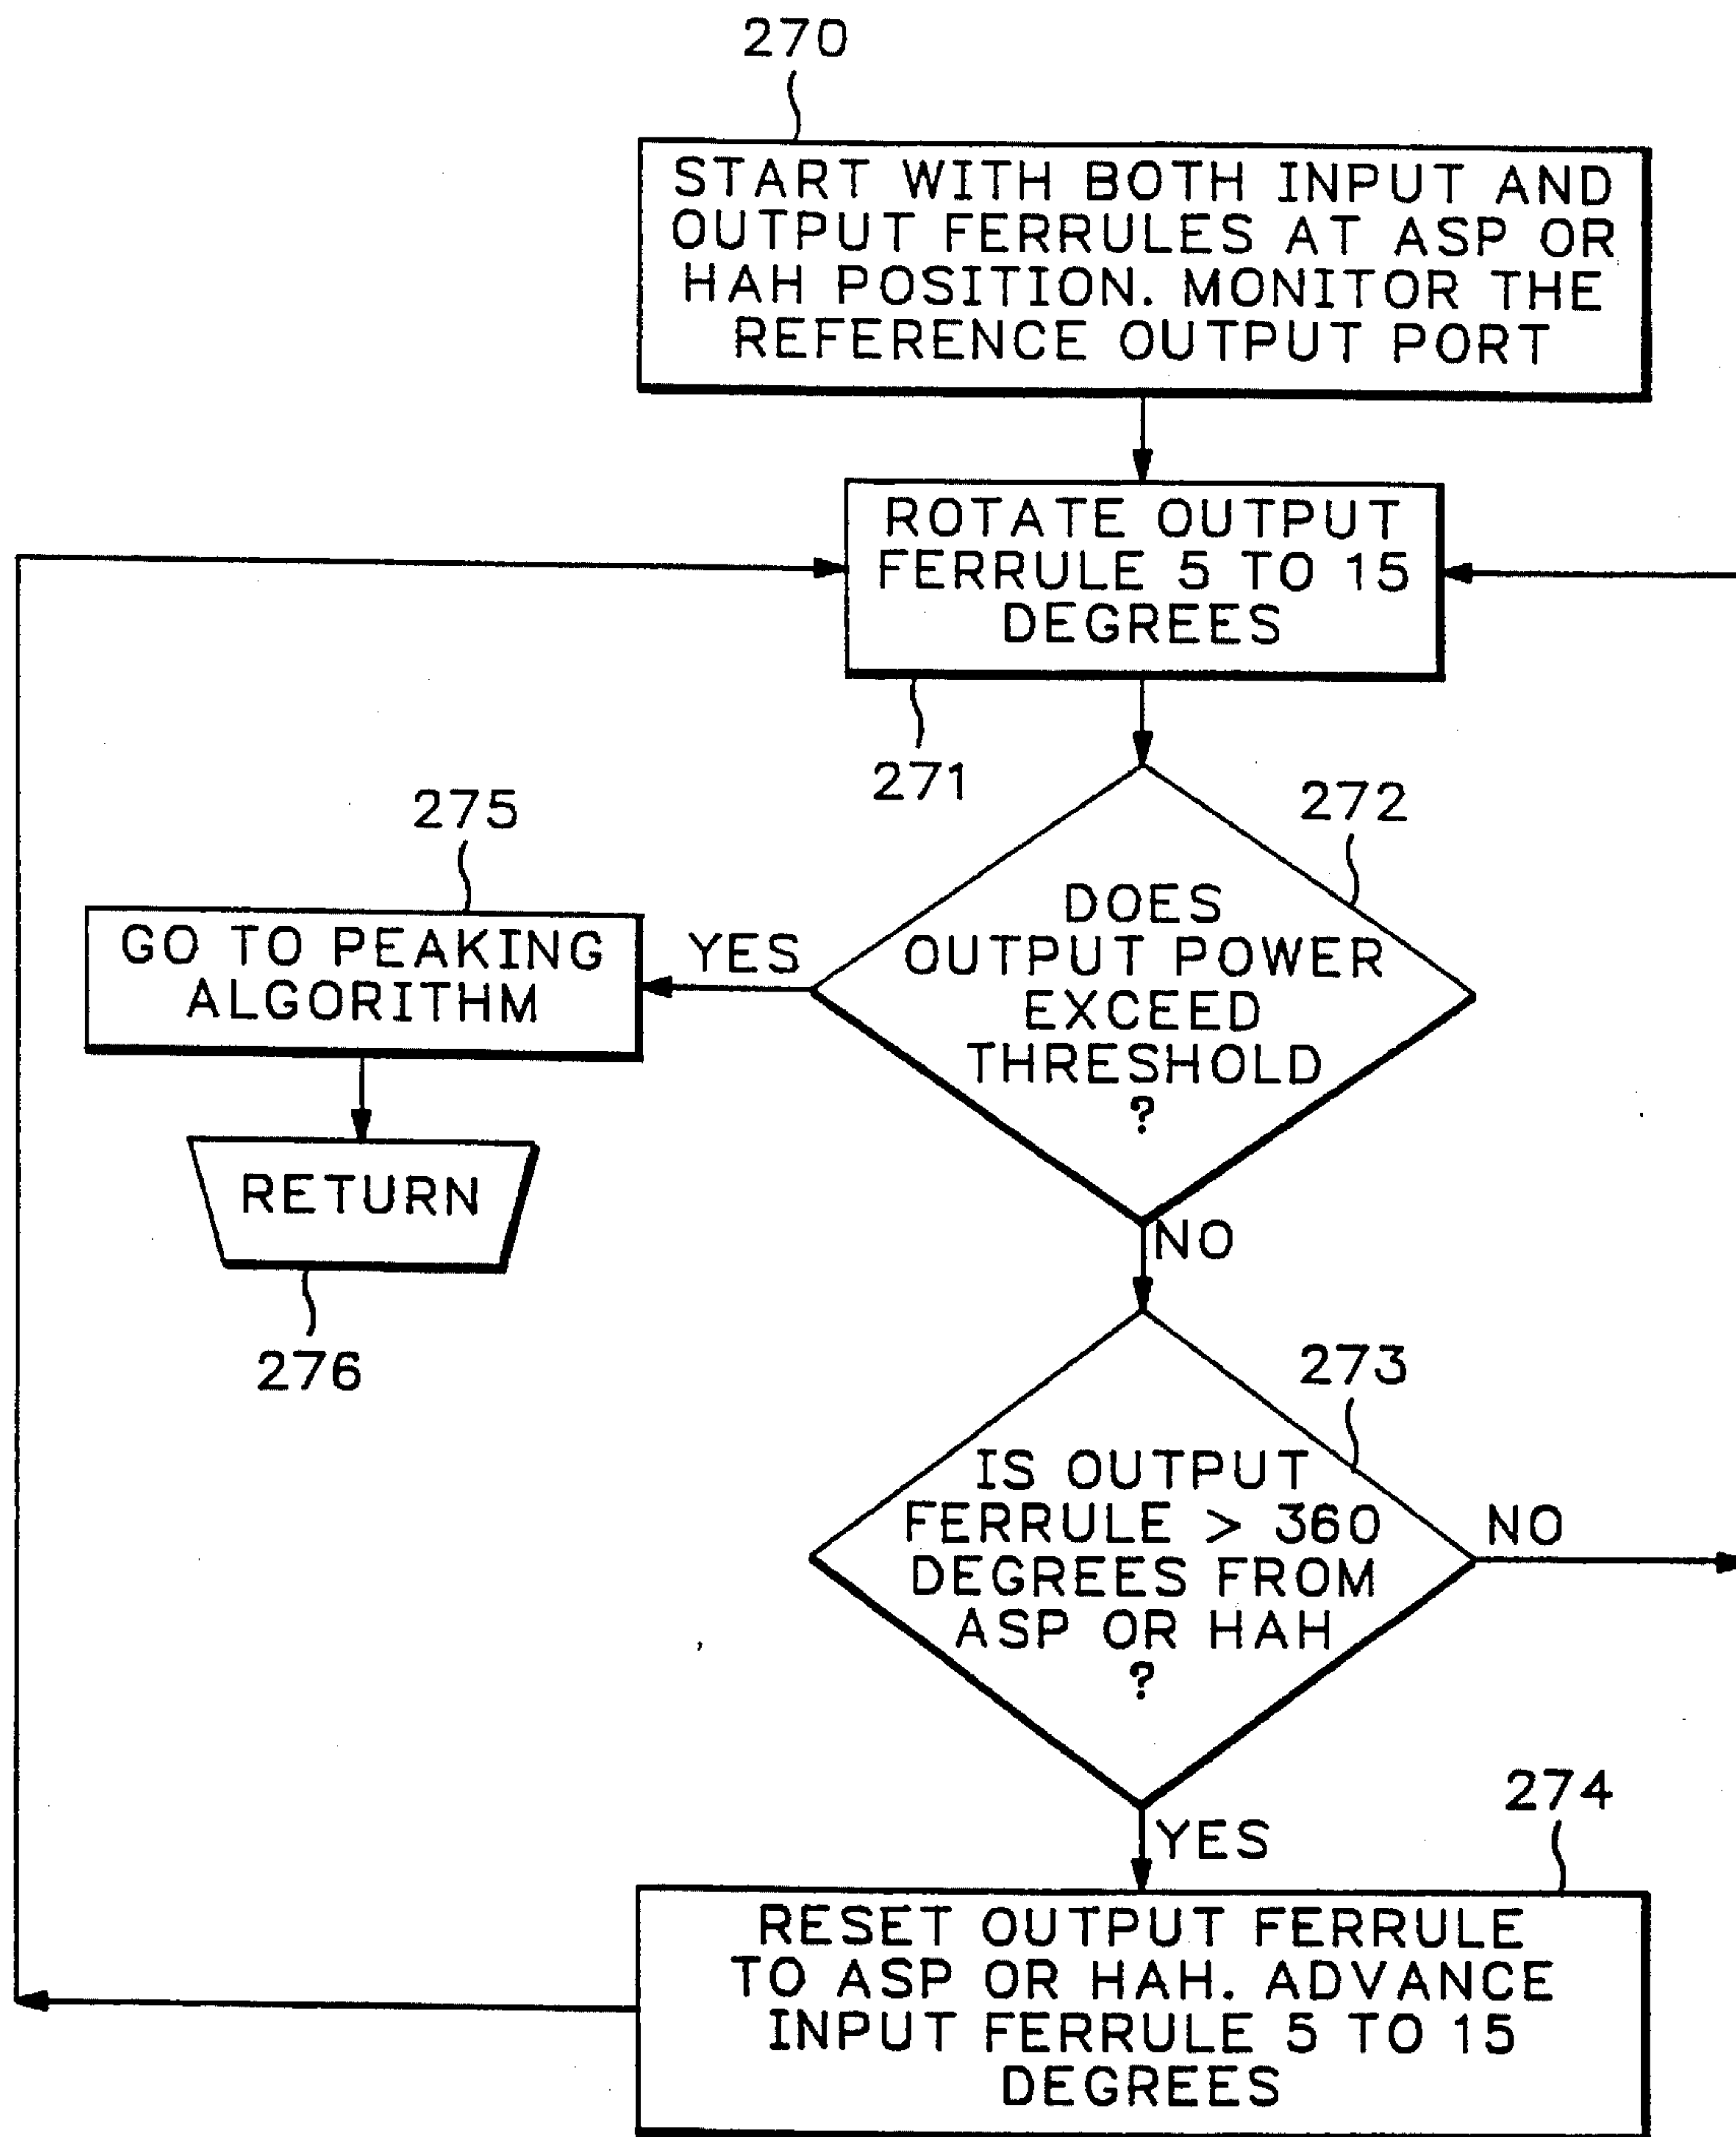 270
START WITH BOTH INPUT AND
OUTPUT FERRULES AT ASP OR
HAH POSITION. MONITOR THE
REFERENCE OUTPUT PORT
ROTATE OUTPUT
FERRULE 5 TO 15
DEGREES
271
272
DOES
OUTPUT POWER
EXCEED
THRESHOLD
?
YES
275
GO TO PEAKING
ALGORITHM
RETURN
276
NO
273
IS OUTPUT
FERRULE > 360
DEGREES FROM
ASP OR HAH
?
NO
YES
274
RESET OUTPUT FERRULE
TO ASP OR HAH. ADVANCE
INPUT FERRULE 5 TO 15
DEGREES